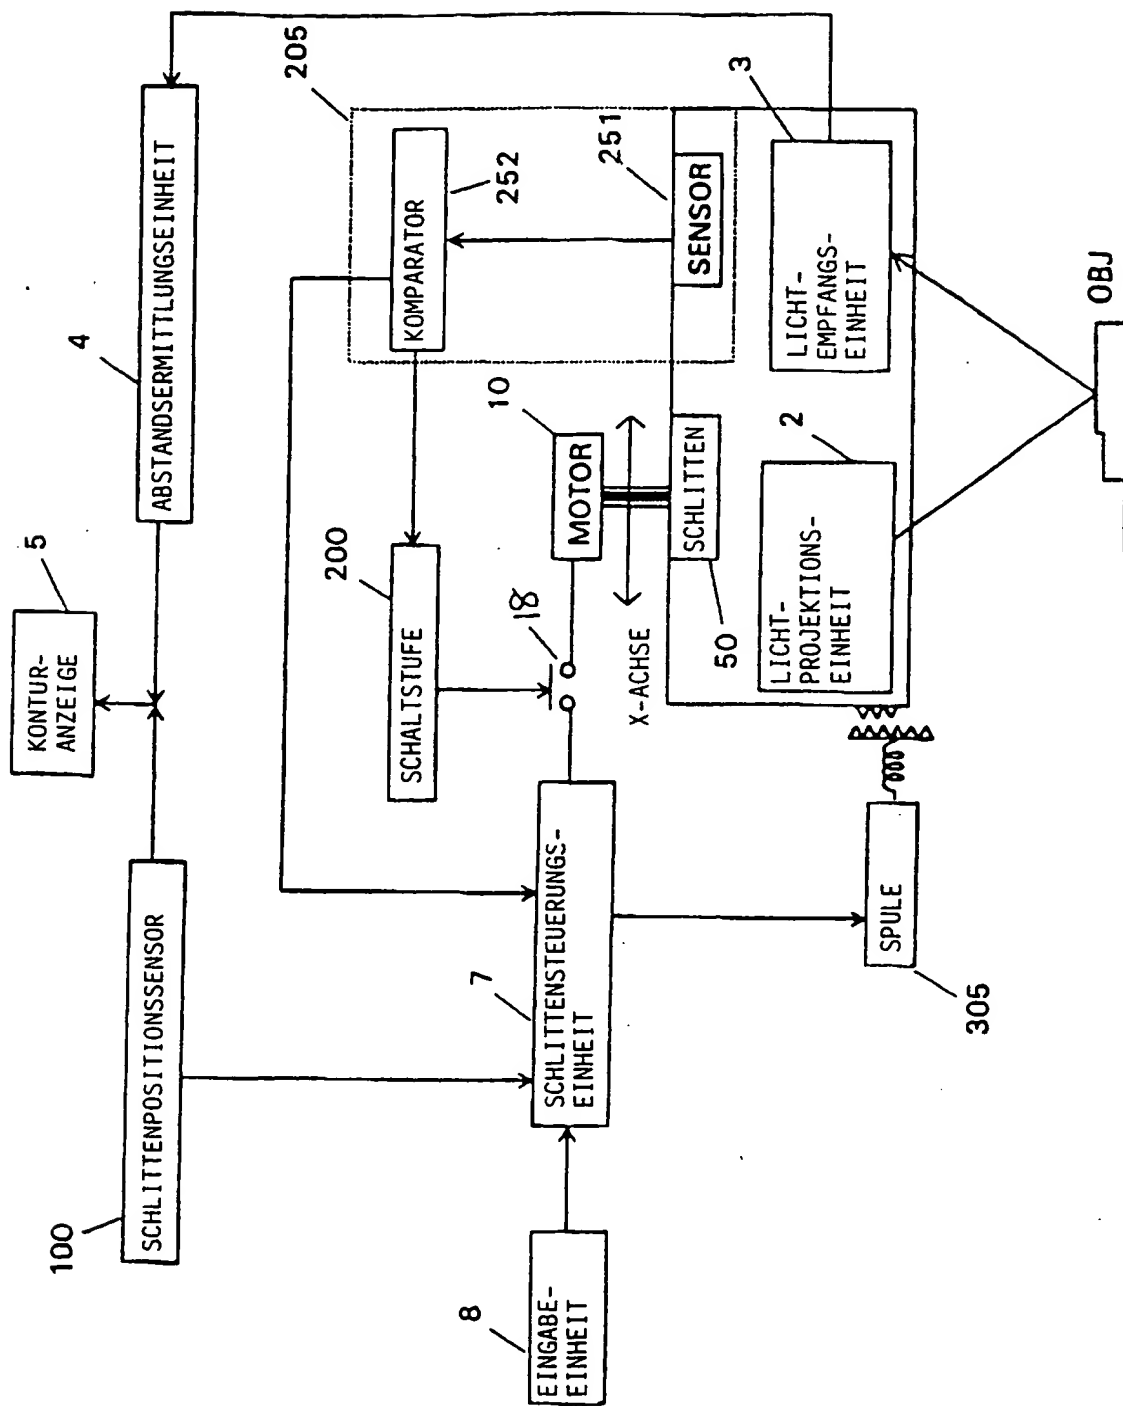 205
4
ABSTANDSERMITTLUNGSEINHEIT
5
KONTUR-
ANZEIGE
100
SCHLITTENPOSITIONSSENSOR
252
KOMPARATOR
200
SCHALTSTUFE
251
SENSOR
10
MOTOR
18
X-ACHSE
SCHLITTEN
50
3
LICHT-
EMPFANGS-
EINHEIT
2
LICHT-
PROJEKTIONS-
EINHEIT
OBJ
7
SCHLITTENSTEUERUNGS-
EINHEIT
8
EINGABE-
EINHEIT
SPULE
305